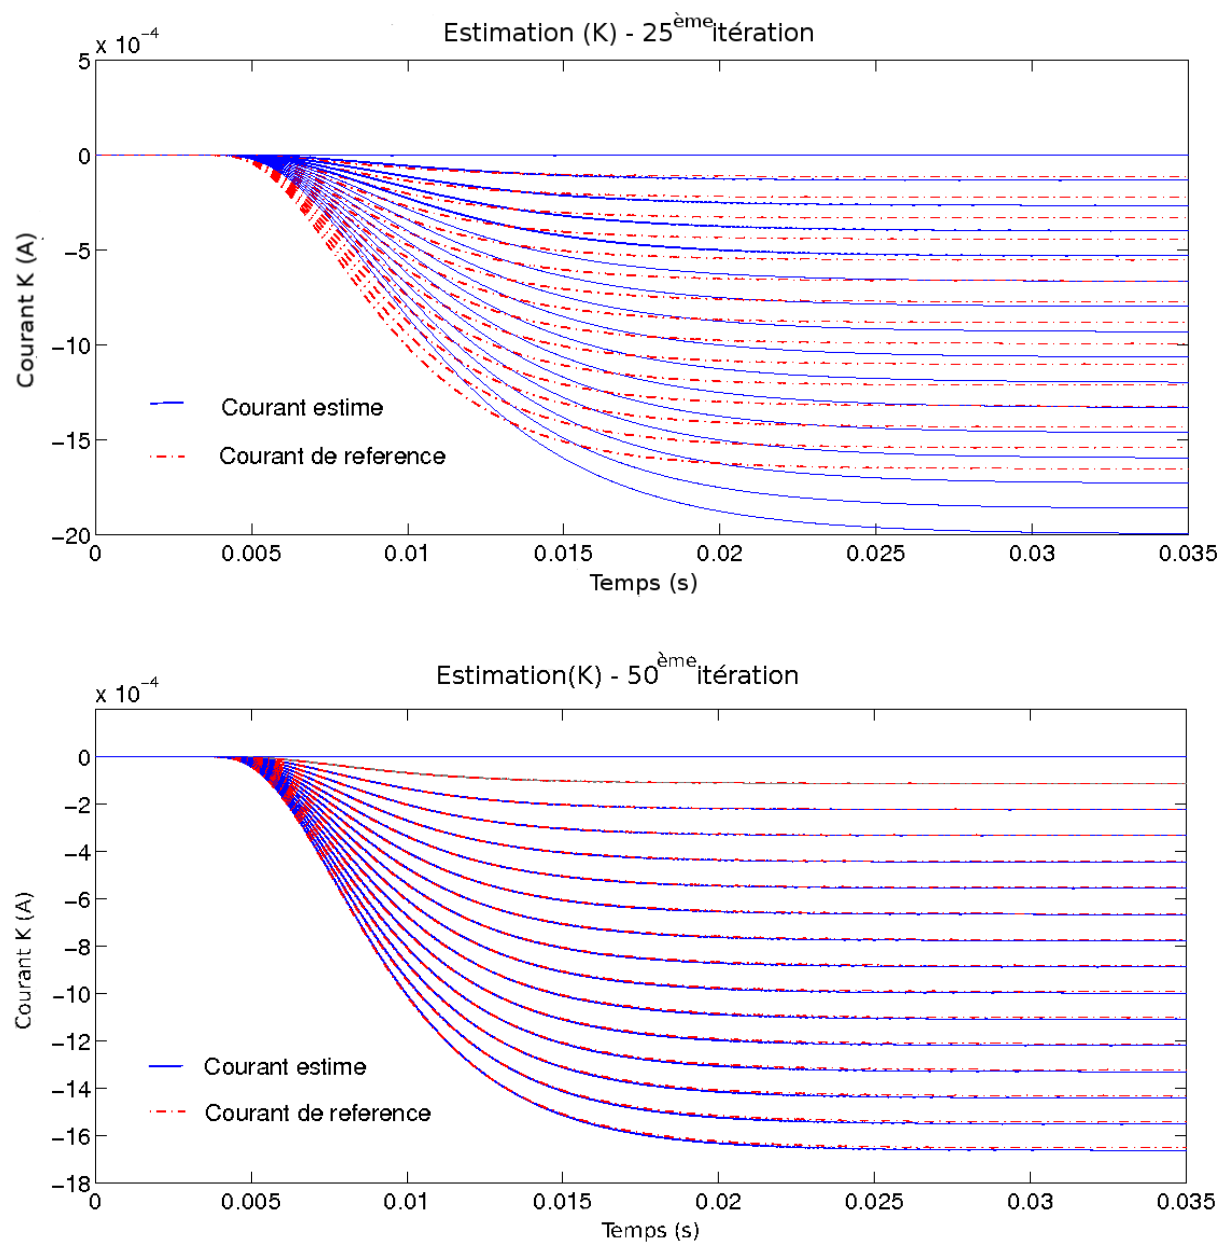 Estimation (K) - 25ème itération
x 10−4
5
0
−5
−10
−15
−20
Courant K (A)
Courant estime
Courant de reference
0 0.005 0.01 0.015 0.02 0.025 0.03 0.035
Temps (s)
Estimation(K) - 50ème itération
x 10−4
0
−2
−4
−6
−8
−10
−12
−14
−16
−18
Courant K (A)
Courant estime
Courant de reference
0 0.005 0.01 0.015 0.02 0.025 0.03 0.035
Temps (s)